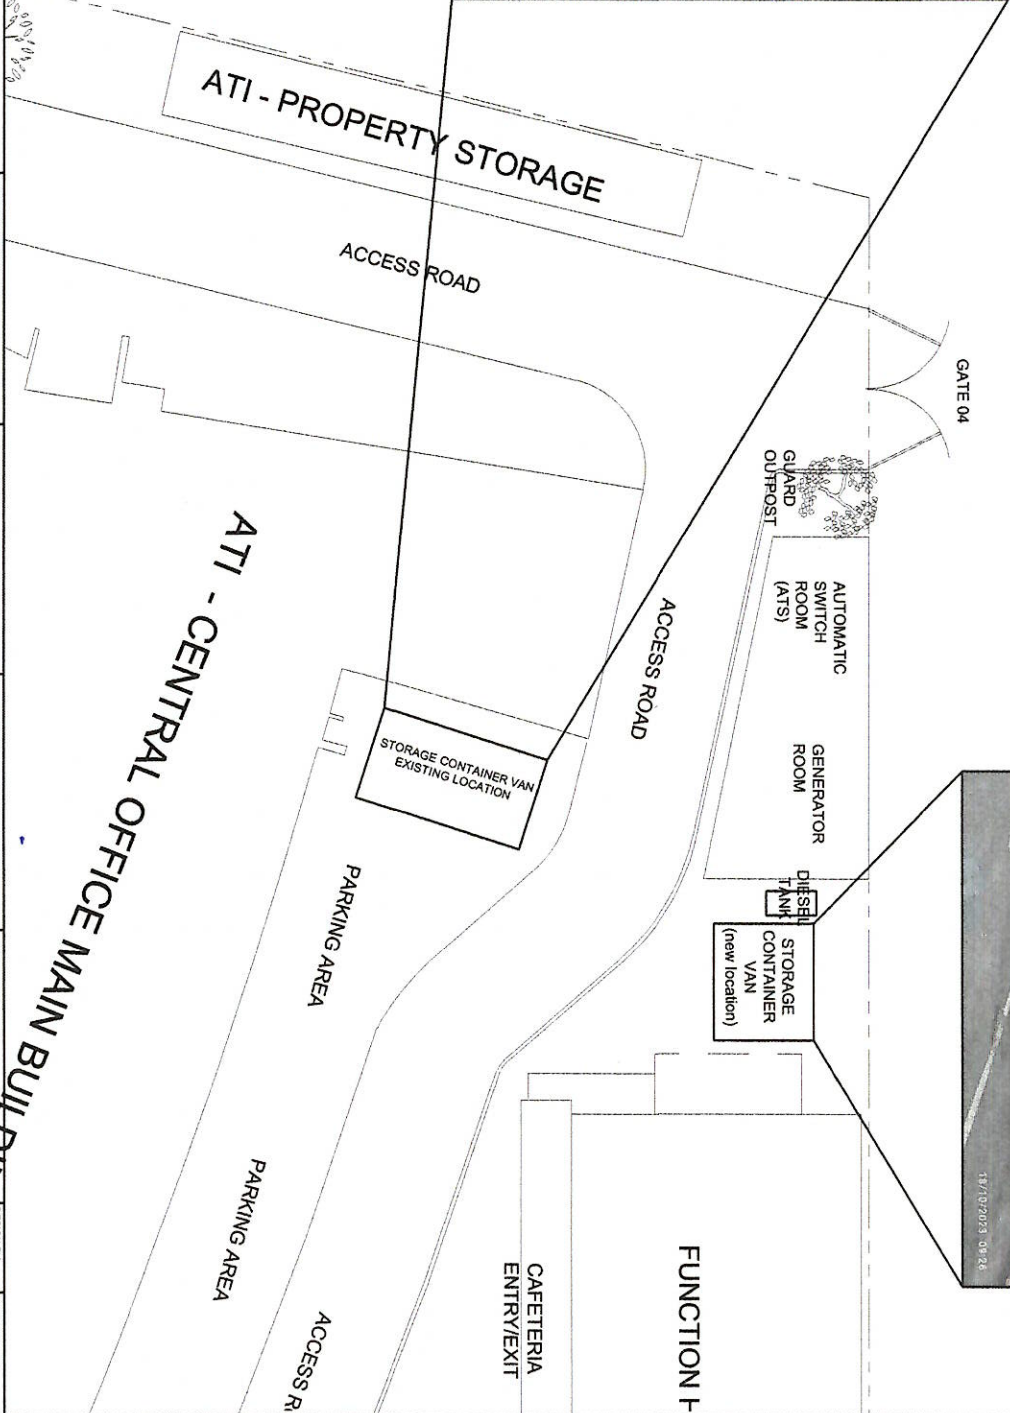 ATI - PROPERTY STORAGE
ACCESS ROAD
GATE 04
GUARD
OUTPOST
AUTOMATIC
SWITCH
ROOM
(ATS)
ACCESS ROAD
GENERATOR
ROOM
ATI - CENTRAL OFFICE MAIN
STORAGE CONTAINER VAN
EXISTING LOCATION
DIESEL
TANK
STORAGE
CONTAINER
VAN
(new location)
PARKING AREA
PARKING AREA
CAFETERIA
ENTRY/EXIT
FUNCTION
ACCESS
18/10/2023 09:26